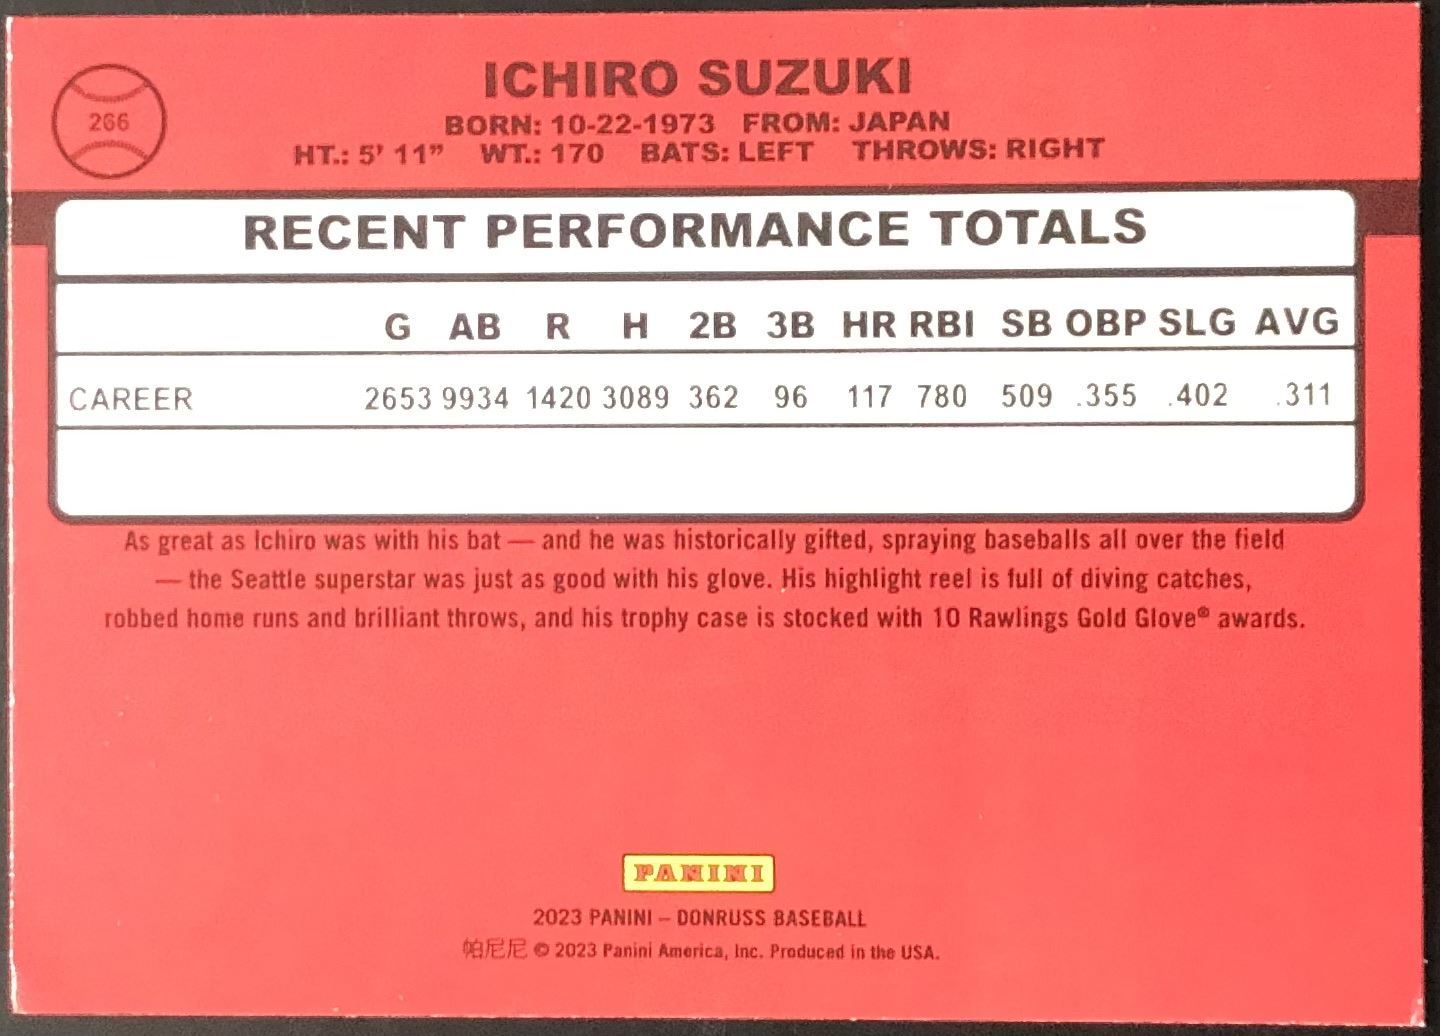 266
ICHIRO SUZUKI
BORN: 10-22-1973 FROM: JAPAN
HT.: 5' 11” WT.: 170 BATS: LEFT THROWS: RIGHT
RECENT PERFORMANCE TOTALS
G AB R H 2B 3B HR RBI SB OBP SLG AVG
CAREER 2653 9934 1420 3089 362 96 117 780 509 .355 .402 .311
As great as Ichiro was with his bat — and he was historically gifted, spraying baseballs all over the field
— the Seattle superstar was just as good with his glove. His highlight reel is full of diving catches,
robbed home runs and brilliant throws, and his trophy case is stocked with 10 Rawlings Gold Glove® awards.
PANINI
2023 PANINI – DONRUSS BASEBALL
帕尼尼 © 2023 Panini America, Inc. Produced in the USA.